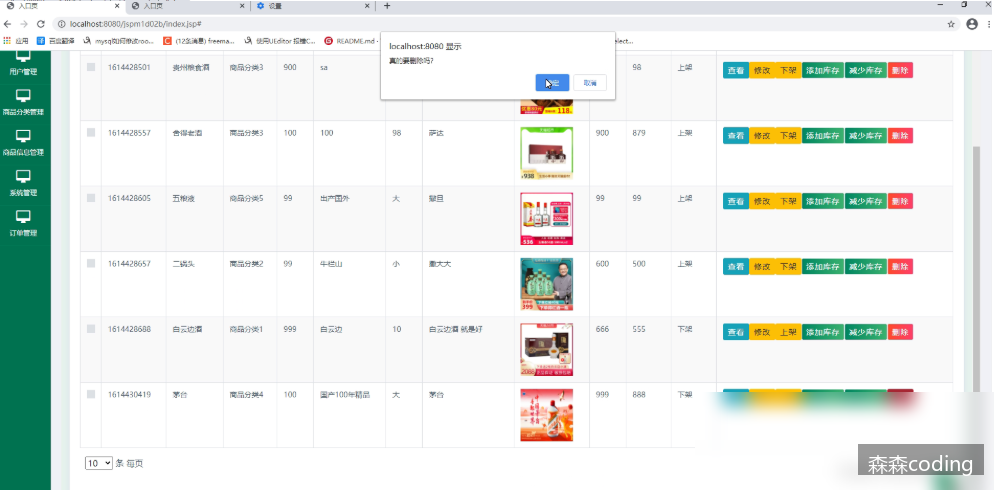 入口页
入口页
设置
localhost:8080/jspm1d02b/index.jsp#
应用
百度翻译
mysql如何修改roo...
(12条消息) freema...
使用UEditor 报槽C...
README.md -
lect...
localhost:8080 显示
真的要删除吗?
取消
用户管理
商品分类管理
商品信息管理
系统管理
订单管理
1614428501 贵州粮食酒 商品分类3 900 sa 98 上架 查看 修改 下架 添加库存 减少库存 删除
1614428557 舍得老酒 商品分类3 100 100 98 萨达 900 879 上架 查看 修改 下架 添加库存 减少库存 删除
1614428605 五粮液 商品分类5 99 出产国外 大 撒旦 99 99 上架 查看 修改 下架 添加库存 减少库存 删除
1614428657 二锅头 商品分类2 99 牛栏山 小 最大大 600 500 上架 查看 修改 下架 添加库存 减少库存 删除
1614428688 白云边酒 商品分类1 999 白云边 10 白云边酒 就是好 666 555 下架 查看 修改 上架 添加库存 减少库存 删除
1614430419 茅台 商品分类4 100 国产100年精品 大 茅台 999 888 下架
10 条 每页
森森coding